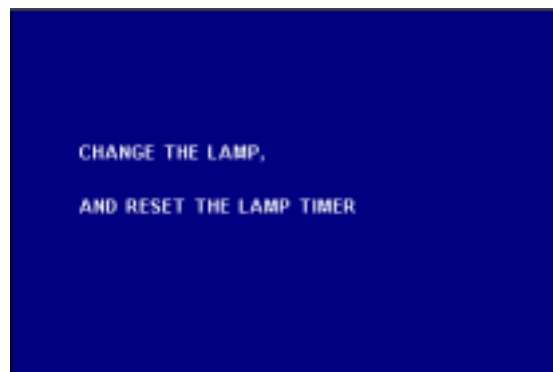 CHANGE THE LAMP,
AND RESET THE LAMP TIMER